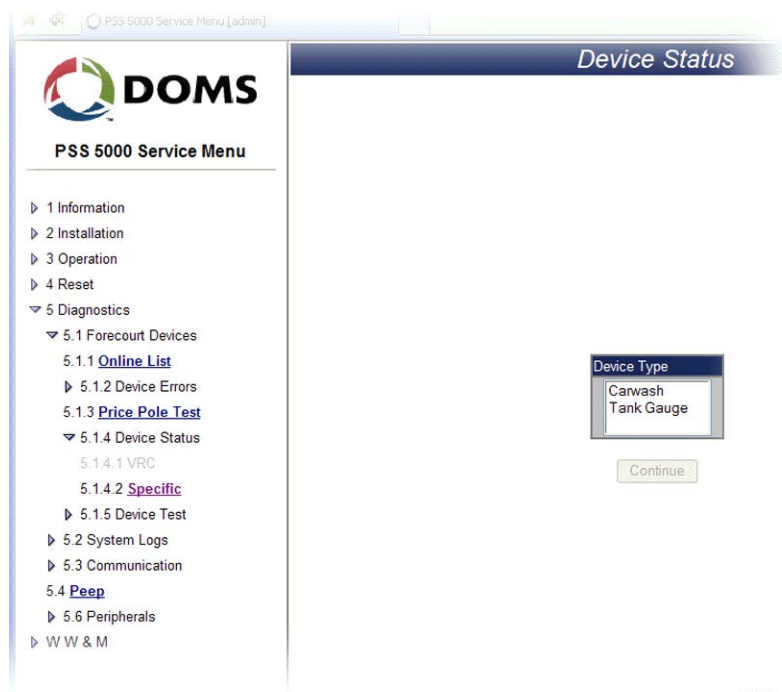 PSS 5000 Service Menu [admin]
Device Status
DOMS
™
PSS 5000 Service Menu
1 Information
2 Installation
3 Operation
4 Reset
5 Diagnostics
5.1 Forecourt Devices
5.1.1 Online List
5.1.2 Device Errors
5.1.3 Price Pole Test
5.1.4 Device Status
5.1.4.1 VRC
5.1.4.2 Specific
5.1.5 Device Test
5.2 System Logs
5.3 Communication
5.4 Peep
5.6 Peripherals
W W & M
Device Type
Carwash
Tank Gauge
Continue